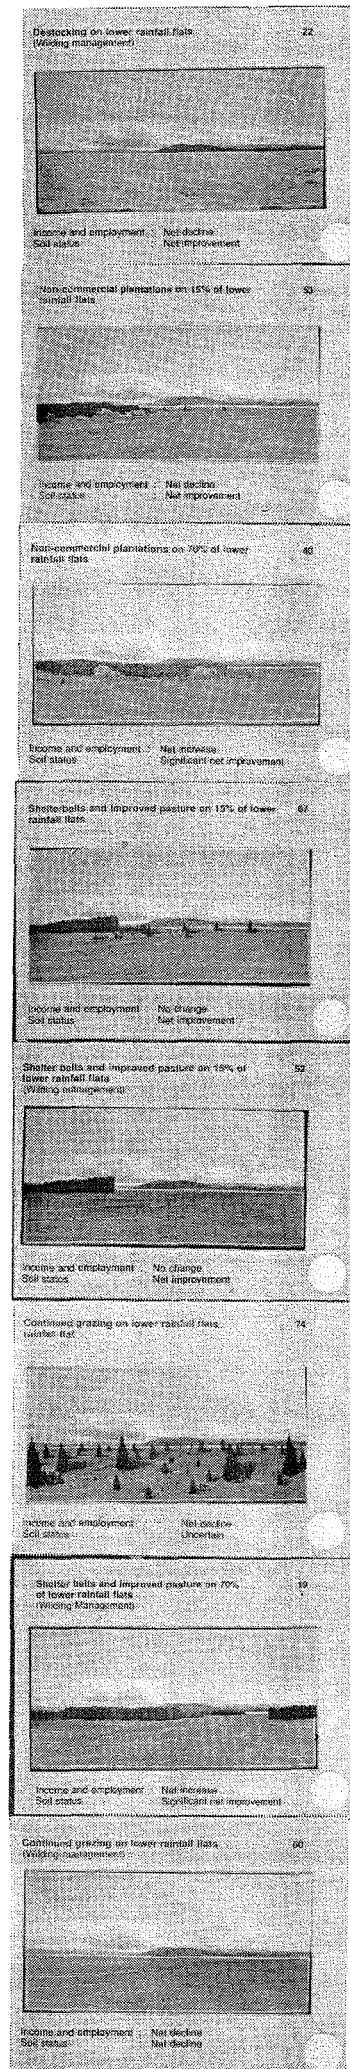 Destocking on lower rainfall flats 22
(Wilding management)
Income and employment : Net decline
Soil status : Net improvement
Non-commercial plantations on 15% of lower 53
rainfall flats
Income and employment : Net decline
Soil status : Net improvement
Non-commercial plantations on 70% of lower 40
rainfall flats
Income and employment : Net increase
Soil status : Significant net improvement
Shelterbelts and improved pasture on 15% of lower 67
rainfall flats
Income and employment No change
Soil status Net improvement
Shelter belts and improved pasture on 15% of 52
lower rainfall flats
(Wilding management)
Income and employment No change
Soil status Net improvement
Continued grazing on lower rainfall flats 74
rainfall flat
Income and employment Net decline
Soil status Uncertain
Shelter belts and improved pasture on 70% 19
of lower rainfall flats
(Wilding Management)
Income and employment Net increase
Soil status Significant net improvement
Continued grazing on lower rainfall flats 60
(Wilding management)
Income and employment : Net decline
Soil status : Net decline